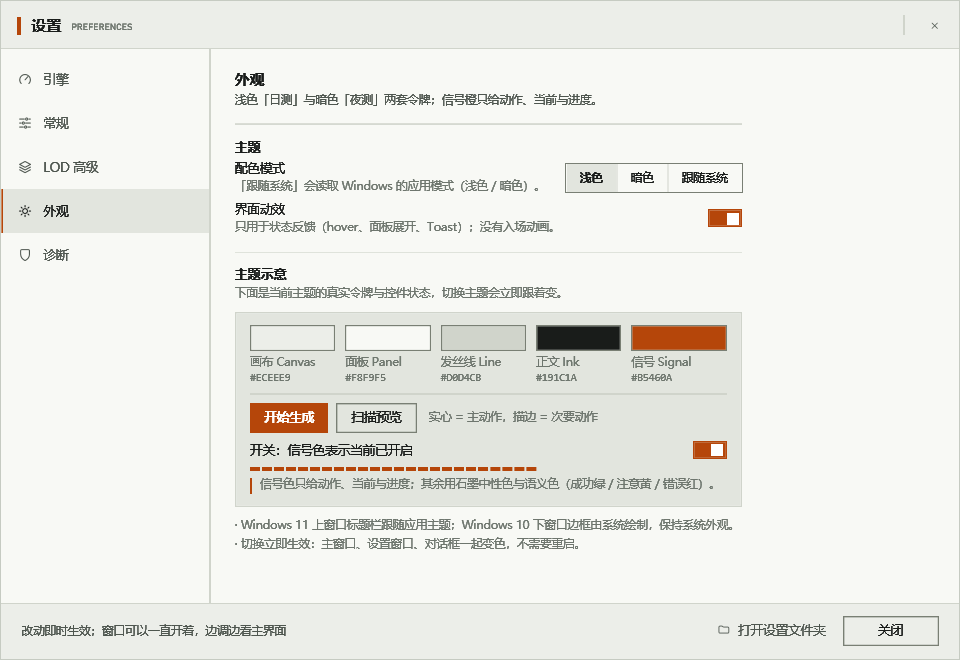 设置 PREFERENCES
×
引擎
常规
LOD 高级
外观
诊断
外观
浅色「日测」与暗色「夜测」两套令牌；信号橙只给动作、当前与进度。
主题
配色模式
「跟随系统」会读取 Windows 的应用模式（浅色 / 暗色）。
浅色 暗色 跟随系统
界面动效
只用于状态反馈（hover、面板展开、Toast）；没有入场动画。
主题示意
下面是当前主题的真实令牌与控件状态，切换主题会立即跟着变。
画布 Canvas 面板 Panel 发丝线 Line 正文 Ink 信号 Signal
#ECEEE9 #F8F9F5 #D0D4CB #191C1A #B5460A
开始生成 扫描预览 实心 = 主动作，描边 = 次要动作
开关：信号色表示当前已开启
信号色只给动作、当前与进度；其余用石墨中性色与语义色（成功绿 / 注意黄 / 错误红）。
· Windows 11 上窗口标题栏跟随应用主题；Windows 10 下窗口边框由系统绘制，保持系统外观。
· 切换立即生效：主窗口、设置窗口、对话框一起变色，不需要重启。
改动即时生效；窗口可以一直开着，边调边看主界面
打开设置文件夹 关闭